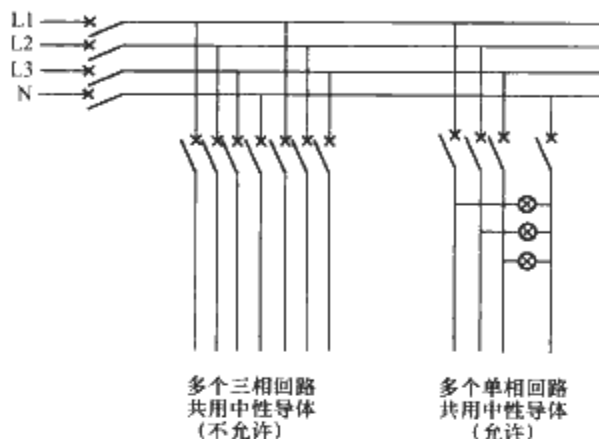 L1
L2
L3
N
多个三相回路
共用中性导体
(不允许)
多个单相回路
共用中性导体
(允许)